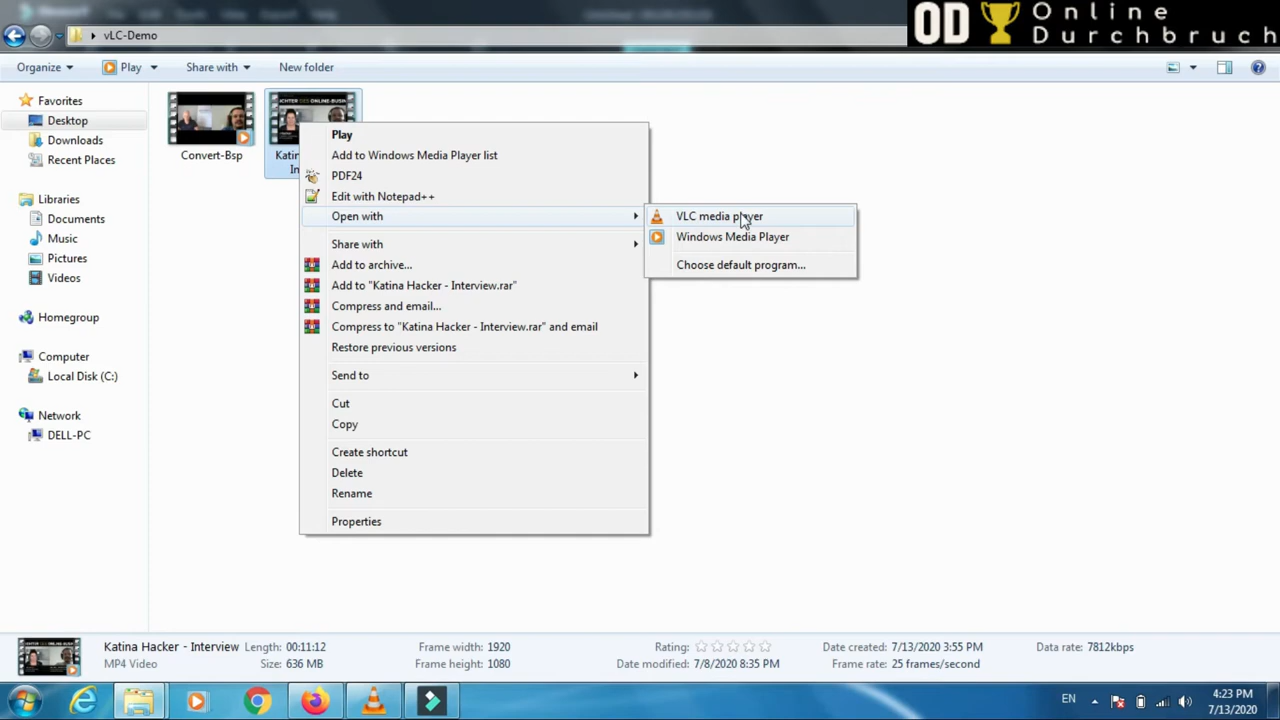 OD Online
Durchbruch
vLC-Demo
Organize
Play
Share with
New folder
Favorites
Desktop
Downloads
Recent Places
Libraries
Documents
Music
Pictures
Videos
Homegroup
Computer
Local Disk (C:)
Network
DELL-PC
Convert-Bsp
Play
Add to Windows Media Player list
PDF24
Edit with Notepad++
Open with
Share with
Add to archive...
Add to "Katina Hacker - Interview.rar"
Compress and email...
Compress to "Katina Hacker - Interview.rar" and email
Restore previous versions
Send to
Cut
Copy
Create shortcut
Delete
Rename
Properties
VLC media player
Windows Media Player
Choose default program...
Katina Hacker - Interview Length: 00:11:12 Frame width: 1920 Rating: Date created: 7/13/2020 3:55 PM Data rate: 7812kbps
MP4 Video Size: 636 MB Frame height: 1080 Date modified: 7/8/2020 8:35 PM Frame rate: 25 frames/second
EN
4:23 PM
7/13/2020